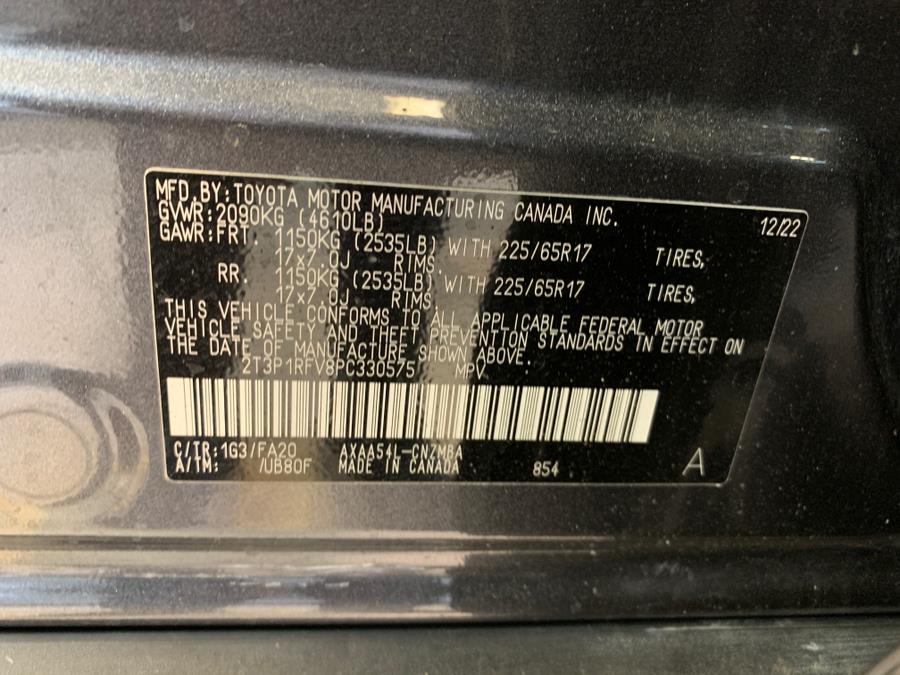 MFD.BY:TOYOTA MOTOR MANUFACTURING CANADA INC. 12/22
GVWR:2090KG (4610LB)
GAWR:FRT. 1150KG (2535LB) WITH 225/65R17 TIRES,
17x7.0J RIMS.
RR. 1150KG (2535LB) WITH 225/65R17 TIRES,
17x7.0J RIMS.
THIS VEHICLE CONFORMS TO ALL APPLICABLE FEDERAL MOTOR
VEHICLE SAFETY AND THEFT PREVENTION STANDARDS IN EFFECT ON
THE DATE OF MANUFACTURE SHOWN ABOVE.
2T3P1RFV8PC330575 MPV
C/TR:1G3/FA20 AXAA54L-CNZMBA
A/TM: /UB80F MADE IN CANADA 854 A